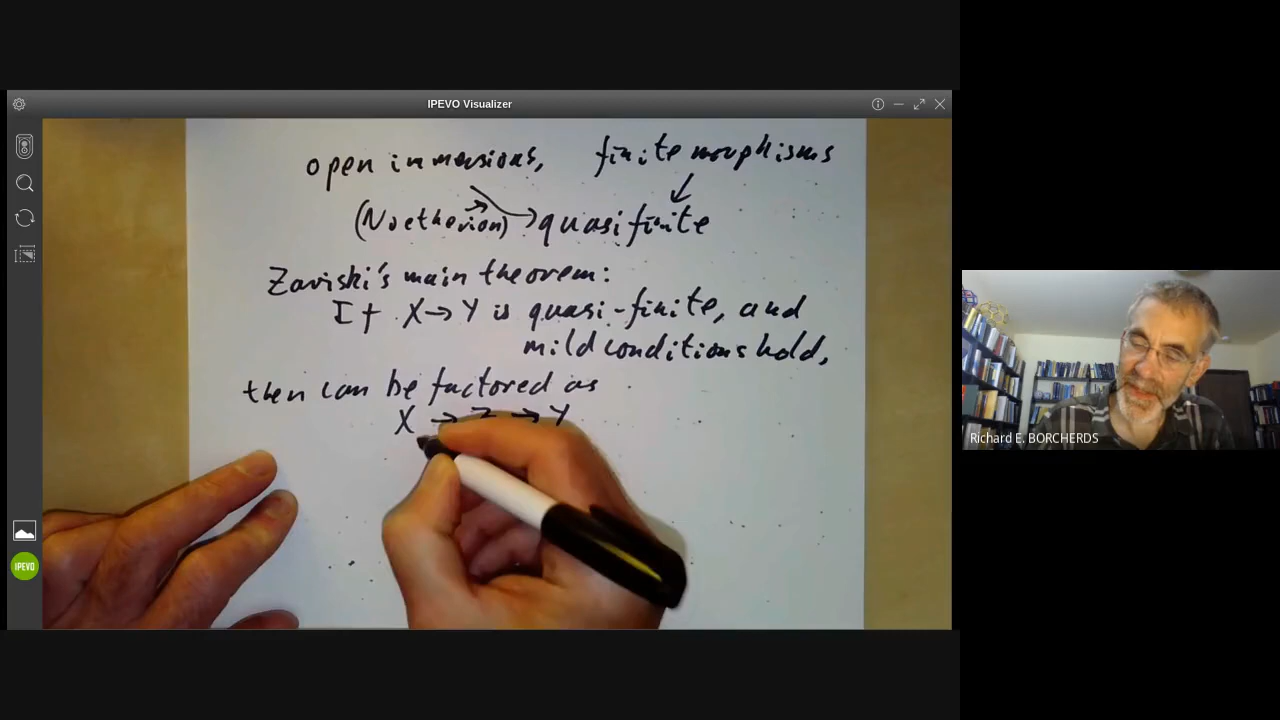 IPEVO Visualizer
open immersions, finite morphisms
(Noetherian) → quasifinite
Zariski's main theorem:
If X → Y is quasi-finite, and
mild conditions hold,
then can be factored as
X → Z → Y
IPEVO
Richard E. BORCHERDS